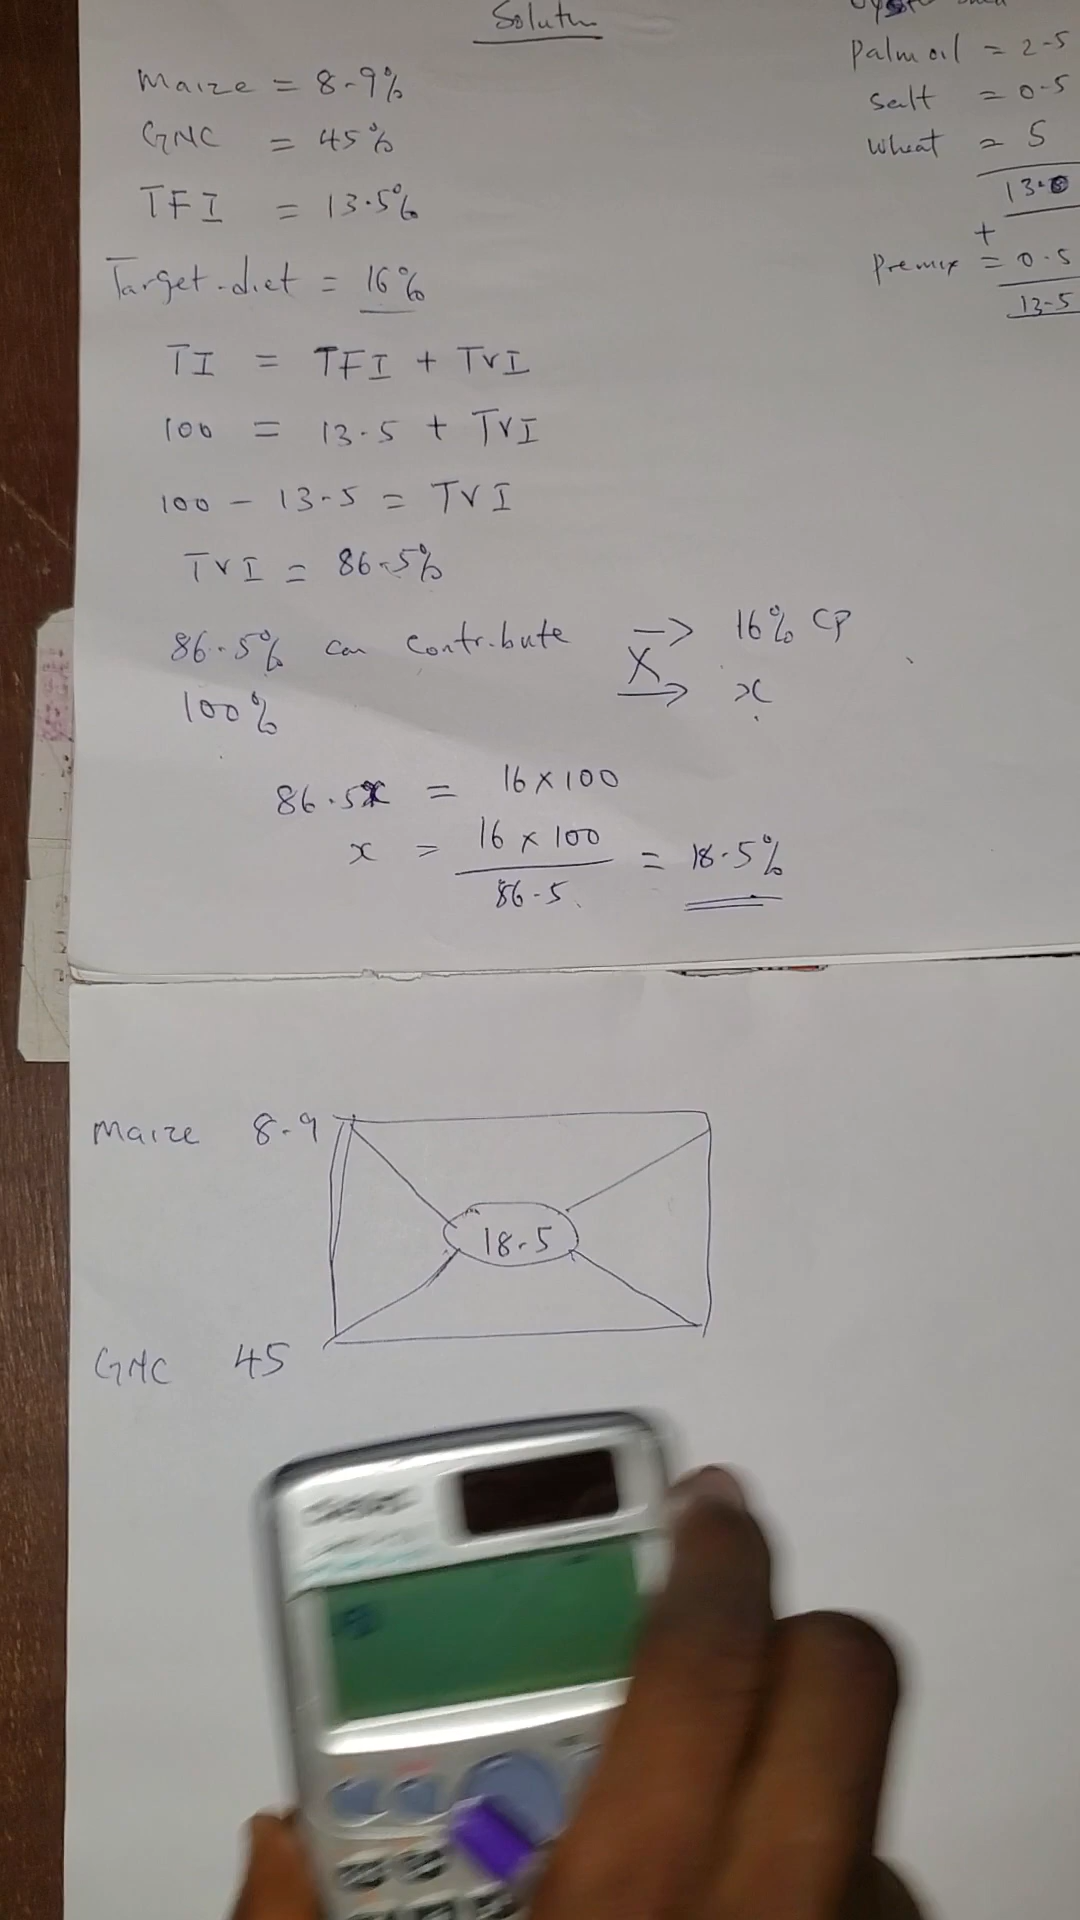 Solutn
Maize = 8.9%
GNC = 45%
TFI = 13.5%
Target-diet = 16%
TI = TFI + TVI
100 = 13.5 + TVI
100 - 13.5 = TVI
TVI = 86.5%
86.5% can contribute → 16% CP
X
100% → x
86.5x = 16 x 100
x = 16 x 100 = 18.5%
86.5
Palm oil = 2.5
Salt = 0.5
Wheat = 5
13.0
+
Premix = 0.5
13.5
Maize 8.9
18.5
GNC 45